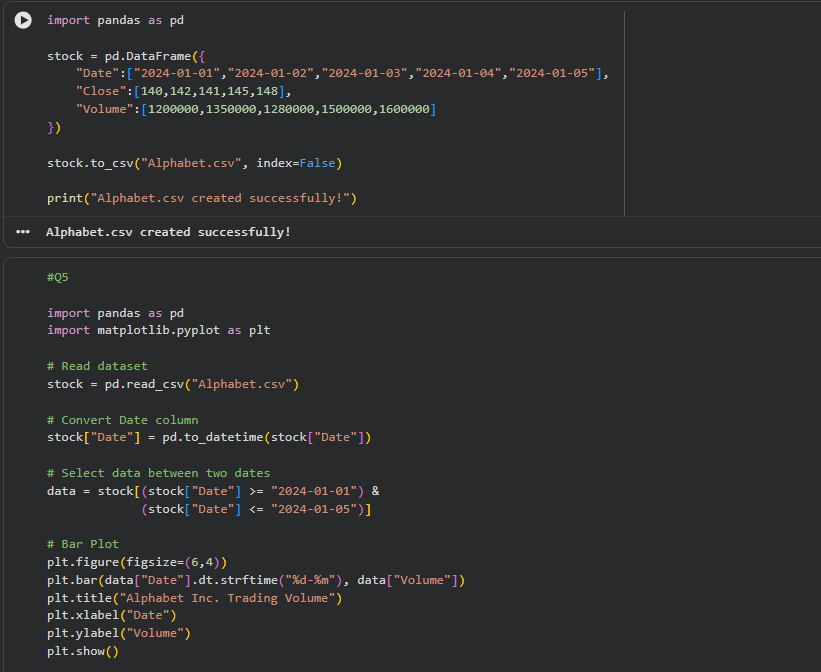 import pandas as pd
stock = pd.DataFrame({
    "Date":["2024-01-01","2024-01-02","2024-01-03","2024-01-04","2024-01-05"],
    "Close":[140,142,141,145,148],
    "Volume":[1200000,1350000,1280000,1500000,1600000]
})
stock.to_csv("Alphabet.csv", index=False)
print("Alphabet.csv created successfully!")
Alphabet.csv created successfully!
#Q5
import pandas as pd
import matplotlib.pyplot as plt
# Read dataset
stock = pd.read_csv("Alphabet.csv")
# Convert Date column
stock["Date"] = pd.to_datetime(stock["Date"])
# Select data between two dates
data = stock[(stock["Date"] >= "2024-01-01") &
             (stock["Date"] <= "2024-01-05")]
# Bar Plot
plt.figure(figsize=(6,4))
plt.bar(data["Date"].dt.strftime("%d-%m"), data["Volume"])
plt.title("Alphabet Inc. Trading Volume")
plt.xlabel("Date")
plt.ylabel("Volume")
plt.show()